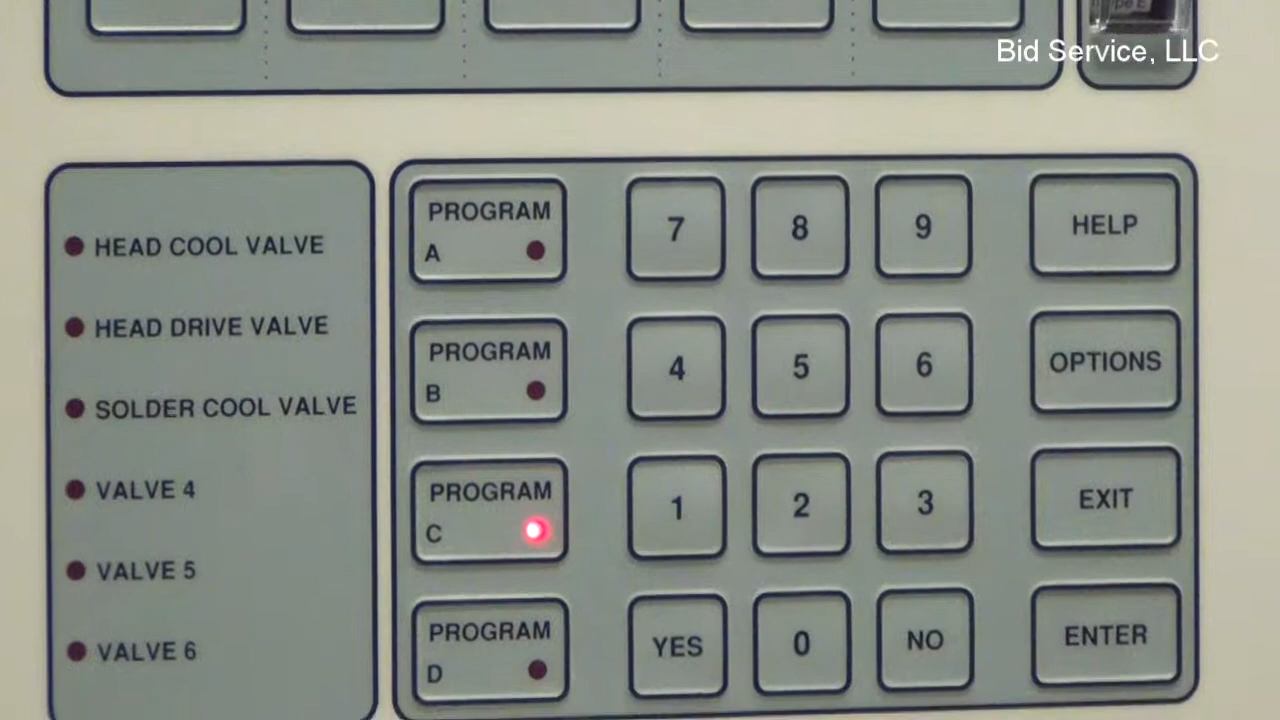 Bid Service, LLC
HEAD COOL VALVE
HEAD DRIVE VALVE
SOLDER COOL VALVE
VALVE 4
VALVE 5
VALVE 6
PROGRAM
A
7
8
9
HELP
PROGRAM
B
4
5
6
OPTIONS
PROGRAM
C
1
2
3
EXIT
PROGRAM
D
YES
0
NO
ENTER